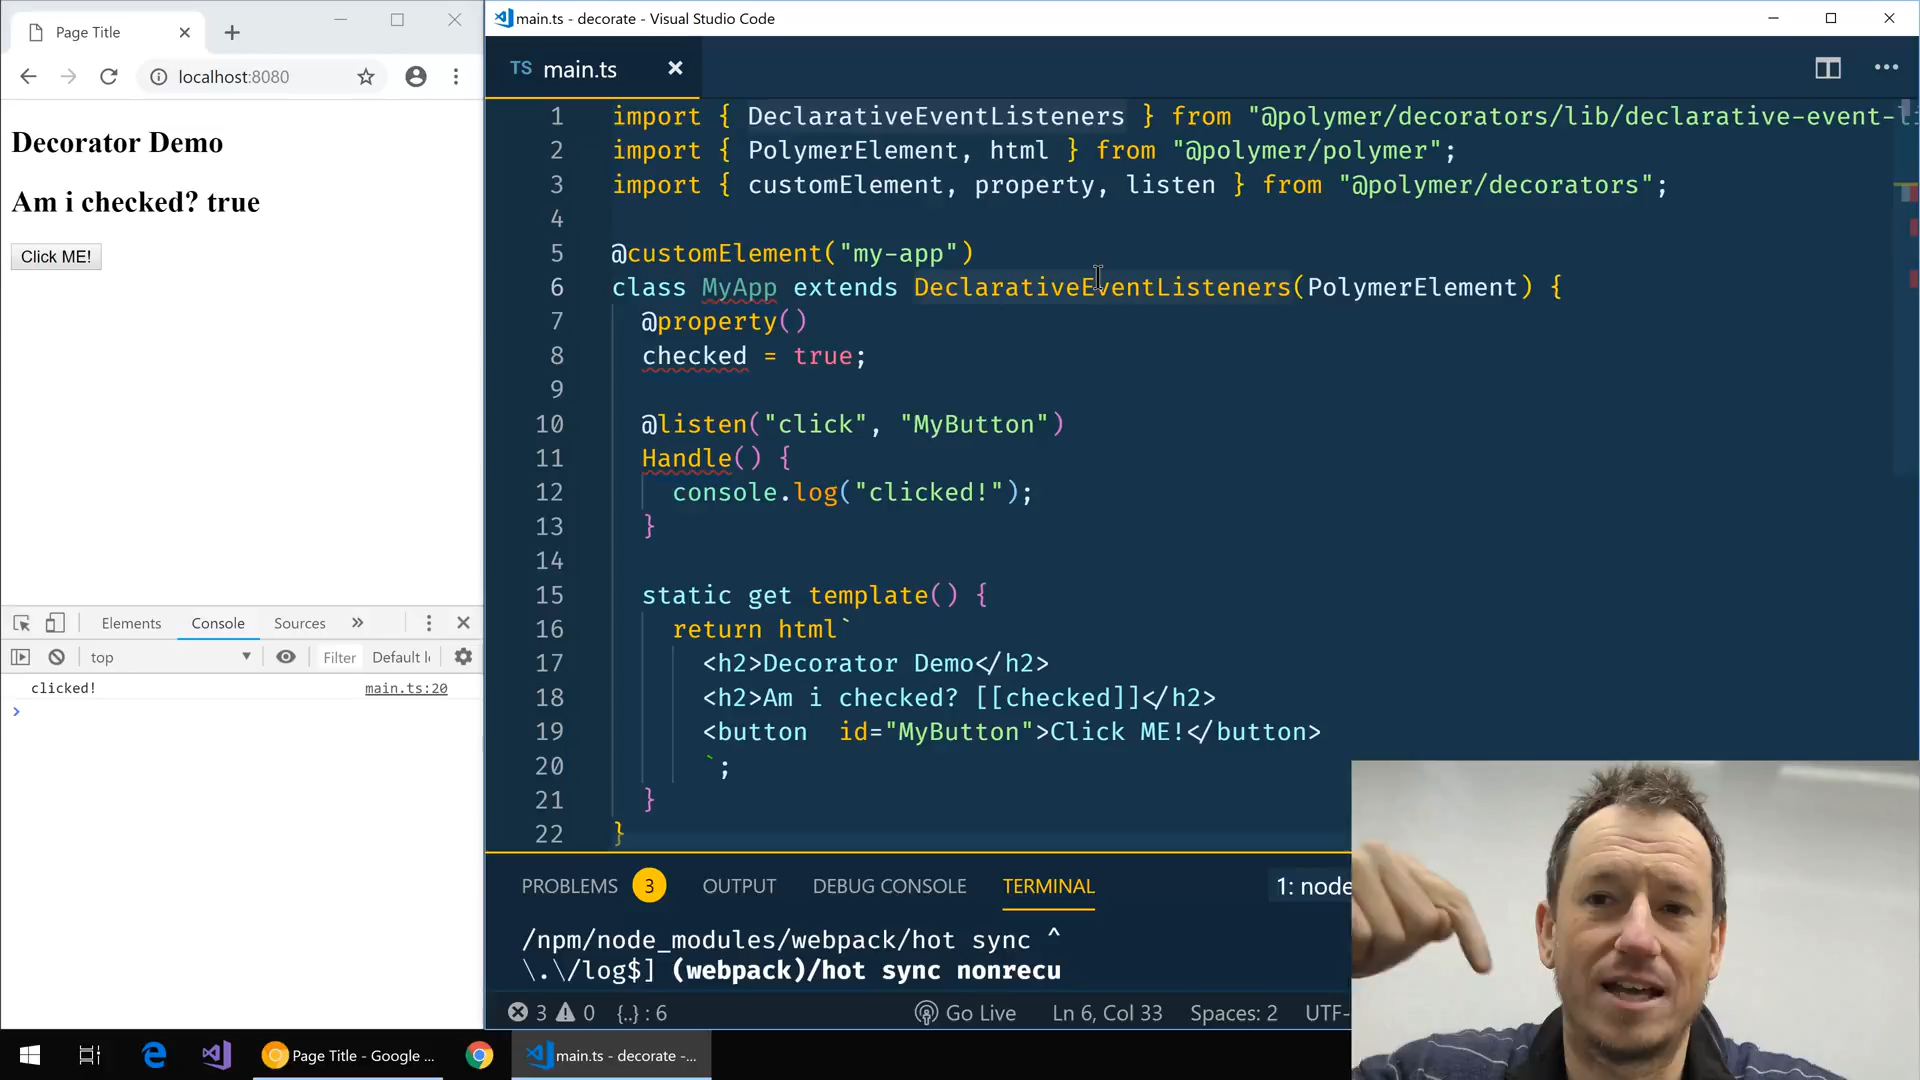 Page Title
localhost:8080
Decorator Demo
Am i checked? true
Click ME!
Elements Console Sources »
top Filter Default l
clicked! main.ts:20
>
main.ts - decorate - Visual Studio Code
TS main.ts
1 import { DeclarativeEventListeners } from "@polymer/decorators/lib/declarative-event-li
2 import { PolymerElement, html } from "@polymer/polymer";
3 import { customElement, property, listen } from "@polymer/decorators";
4
5 @customElement("my-app")
6 class MyApp extends DeclarativeEventListeners(PolymerElement) {
7 @property()
8 checked = true;
9
10 @listen("click", "MyButton")
11 Handle() {
12 console.log("clicked!");
13 }
14
15 static get template() {
16 return html`
17 <h2>Decorator Demo</h2>
18 <h2>Am i checked? [[checked]]</h2>
19 <button  id="MyButton">Click ME!</button>
20 `;
21 }
22 }
PROBLEMS 3 OUTPUT DEBUG CONSOLE TERMINAL 1: node
/npm/node_modules/webpack/hot sync ^
\.\/log$] (webpack)/hot sync nonrecu
3 0 {..} : 6 Go Live Ln 6, Col 33 Spaces: 2 UTF-
Page Title - Google ... main.ts - decorate -...